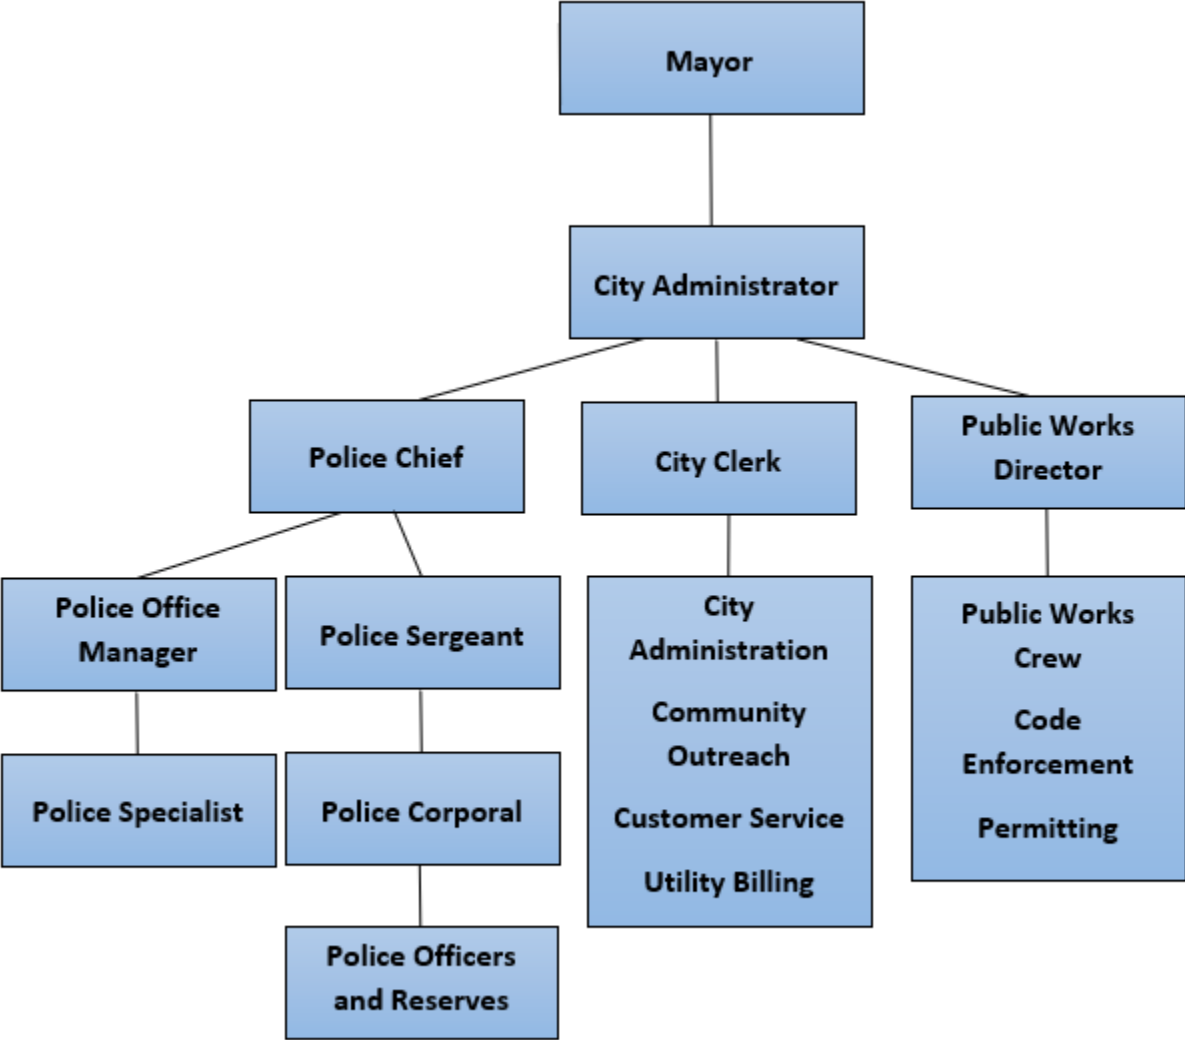 Mayor
City Administrator
Police Chief
City Clerk
Public Works
Director
Police Office
Manager
Police Sergeant
City
Administration
Community
Outreach
Customer Service
Utility Billing
Public Works
Crew
Code
Enforcement
Permitting
Police Specialist
Police Corporal
Police Officers
and Reserves